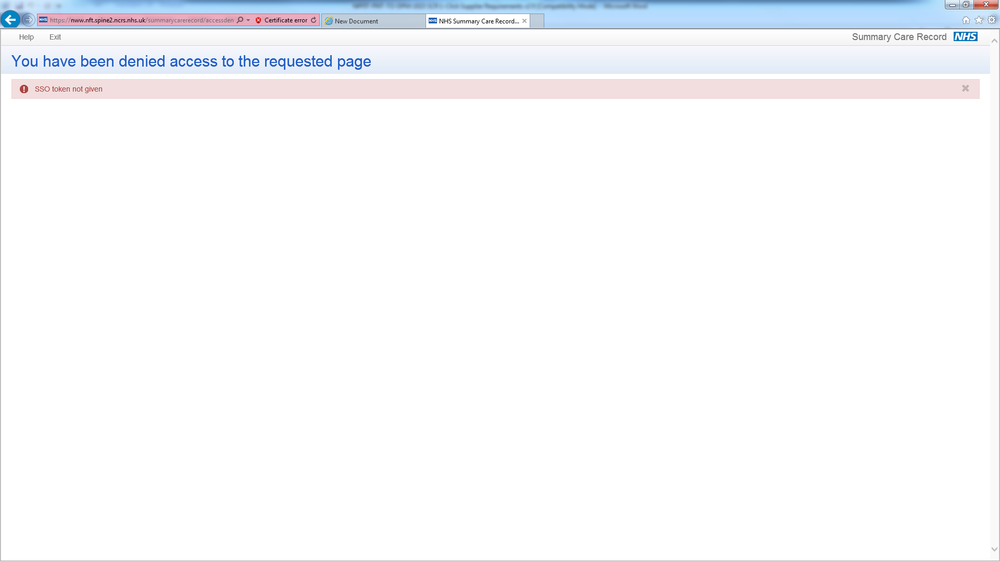 https://nww.nft.spine2.ncrs.nhs.uk/summarycarerecord/accessden
Certificate error
New Document
NHS Summary Care Record...
Help
Exit
Summary Care Record
NHS
You have been denied access to the requested page
SSO token not given